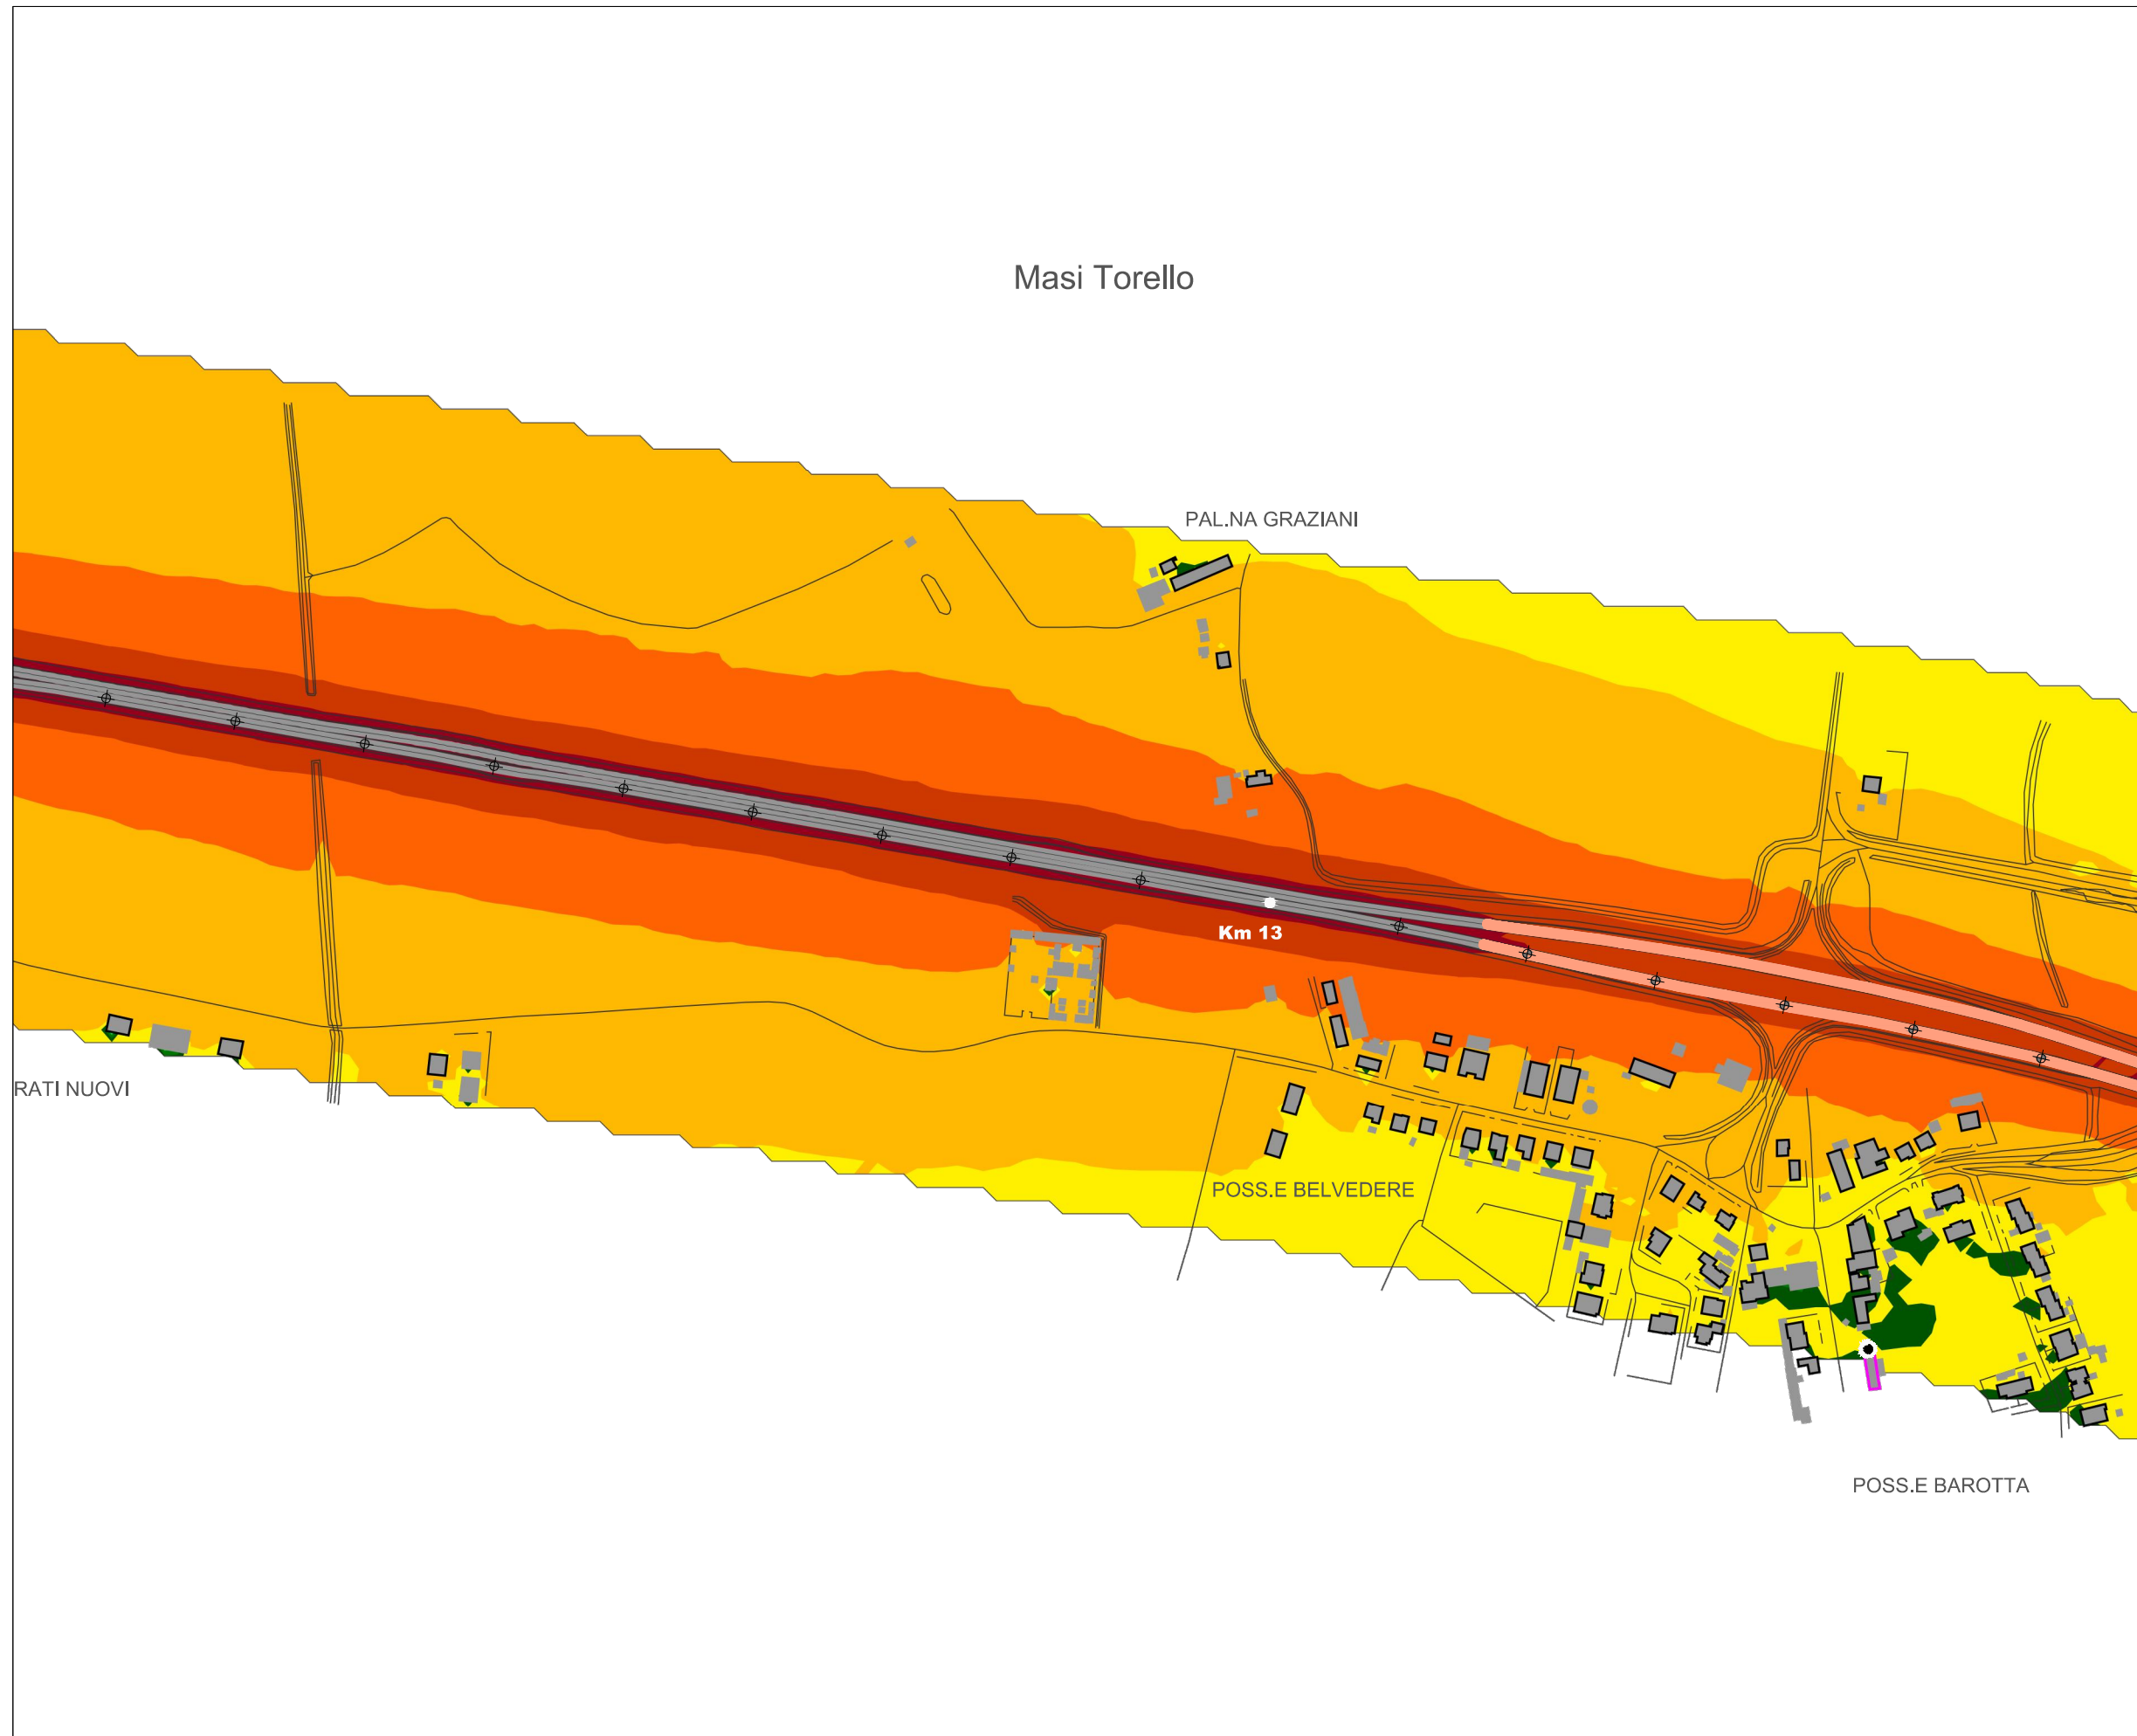 Masi Torello
PAL.NA GRAZIANI
Km 13
RATI NUOVI
POSS.E BELVEDERE
POSS.E BAROTTA